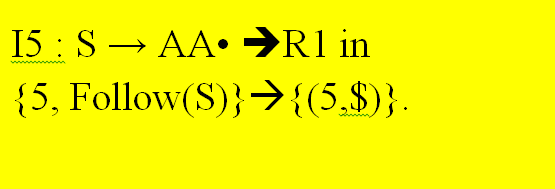 I5 : S → AA• ➔R1 in
{5, Follow(S)}→{(5,$)}.